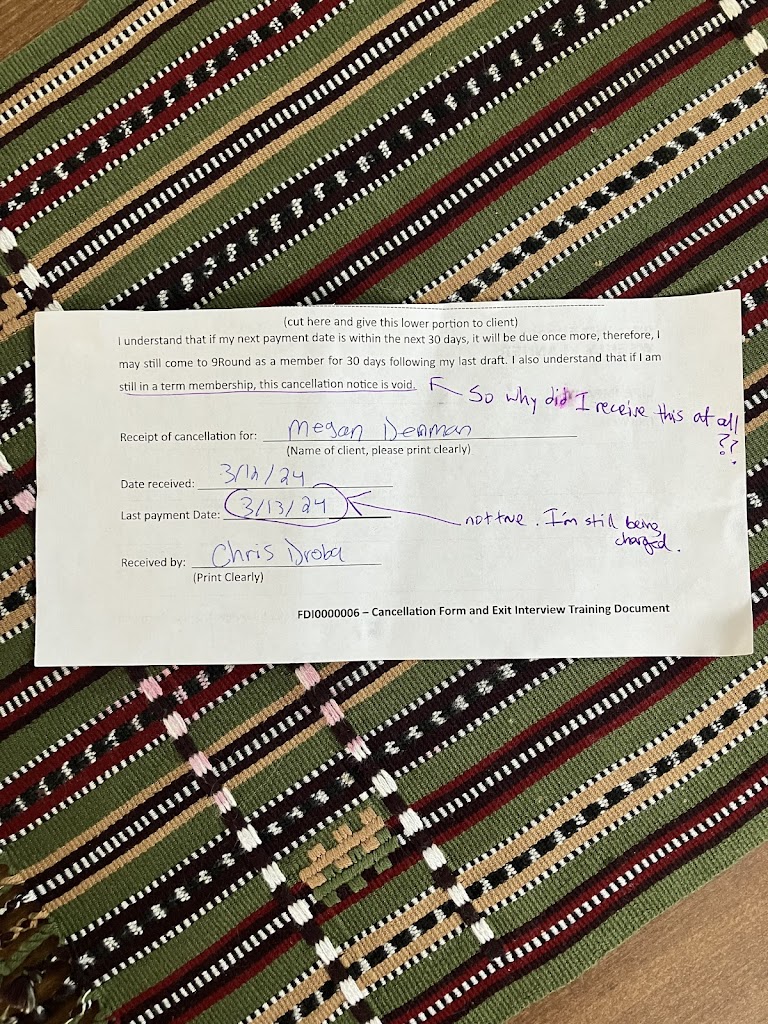 (cut here and give this lower portion to client)
I understand that if my next payment date is within the next 30 days, it will be due once more, therefore, I
may still come to 9Round as a member for 30 days following my last draft. I also understand that if I am
still in a term membership, this cancellation notice is void.
So why did I receive this at all
??
Receipt of cancellation for: Megan Denman
(Name of client, please print clearly)
Date received: 3/12/24
Last payment Date: 3/13/24
not true. I'm still being
charged.
Received by: Chris Droba
(Print Clearly)
FDI0000006 – Cancellation Form and Exit Interview Training Document